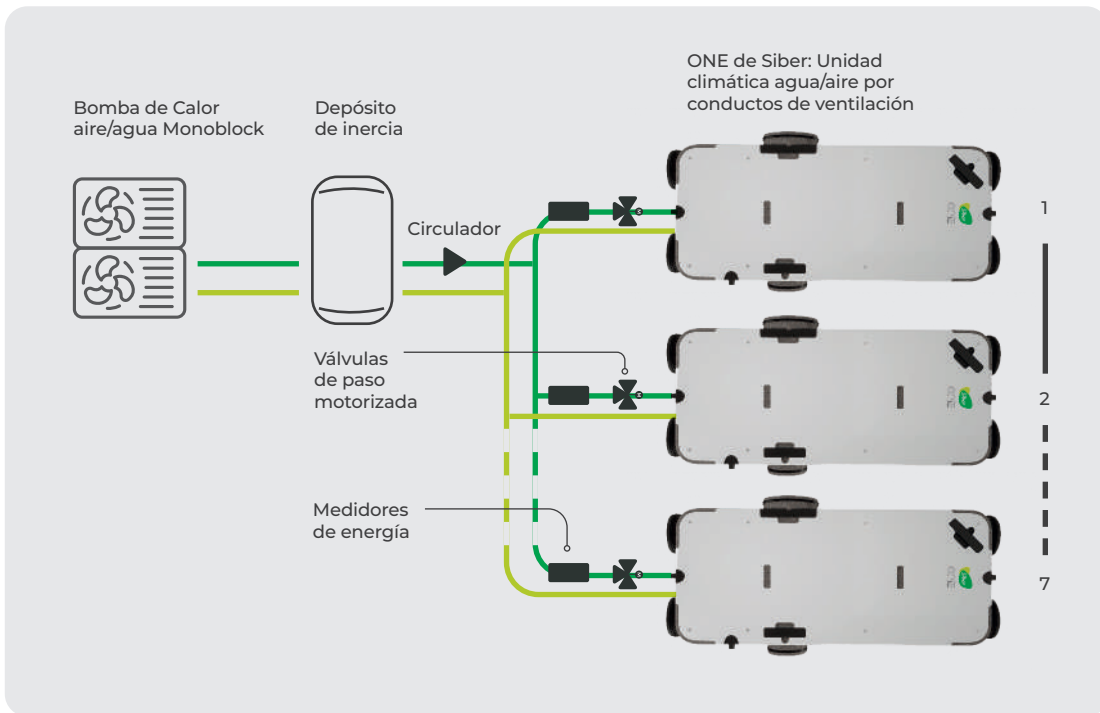 ONE de Siber: Unidad
climática agua/aire por
conductos de ventilación
Bomba de Calor
aire/agua Monoblock
Depósito
de inercia
Circulador
1
Válvulas
de paso
motorizada
2
Medidores
de energía
7